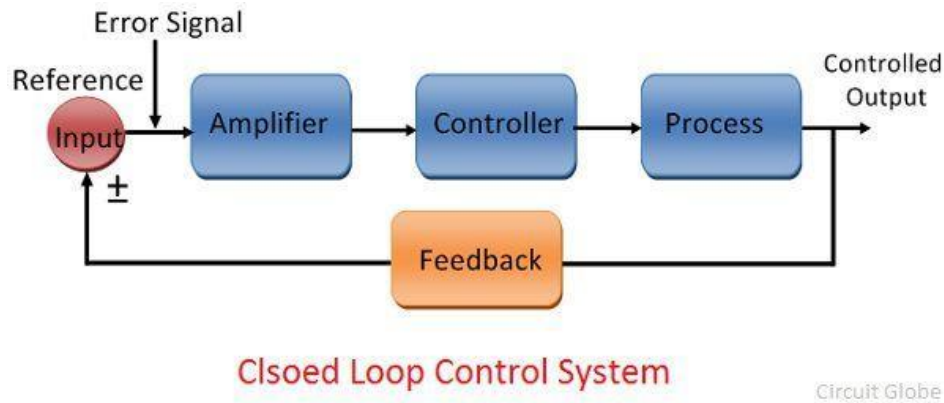 Error Signal
Reference
Input
±
Amplifier
Controller
Process
Controlled
Output
Feedback
Clsoed Loop Control System
Circuit Globe